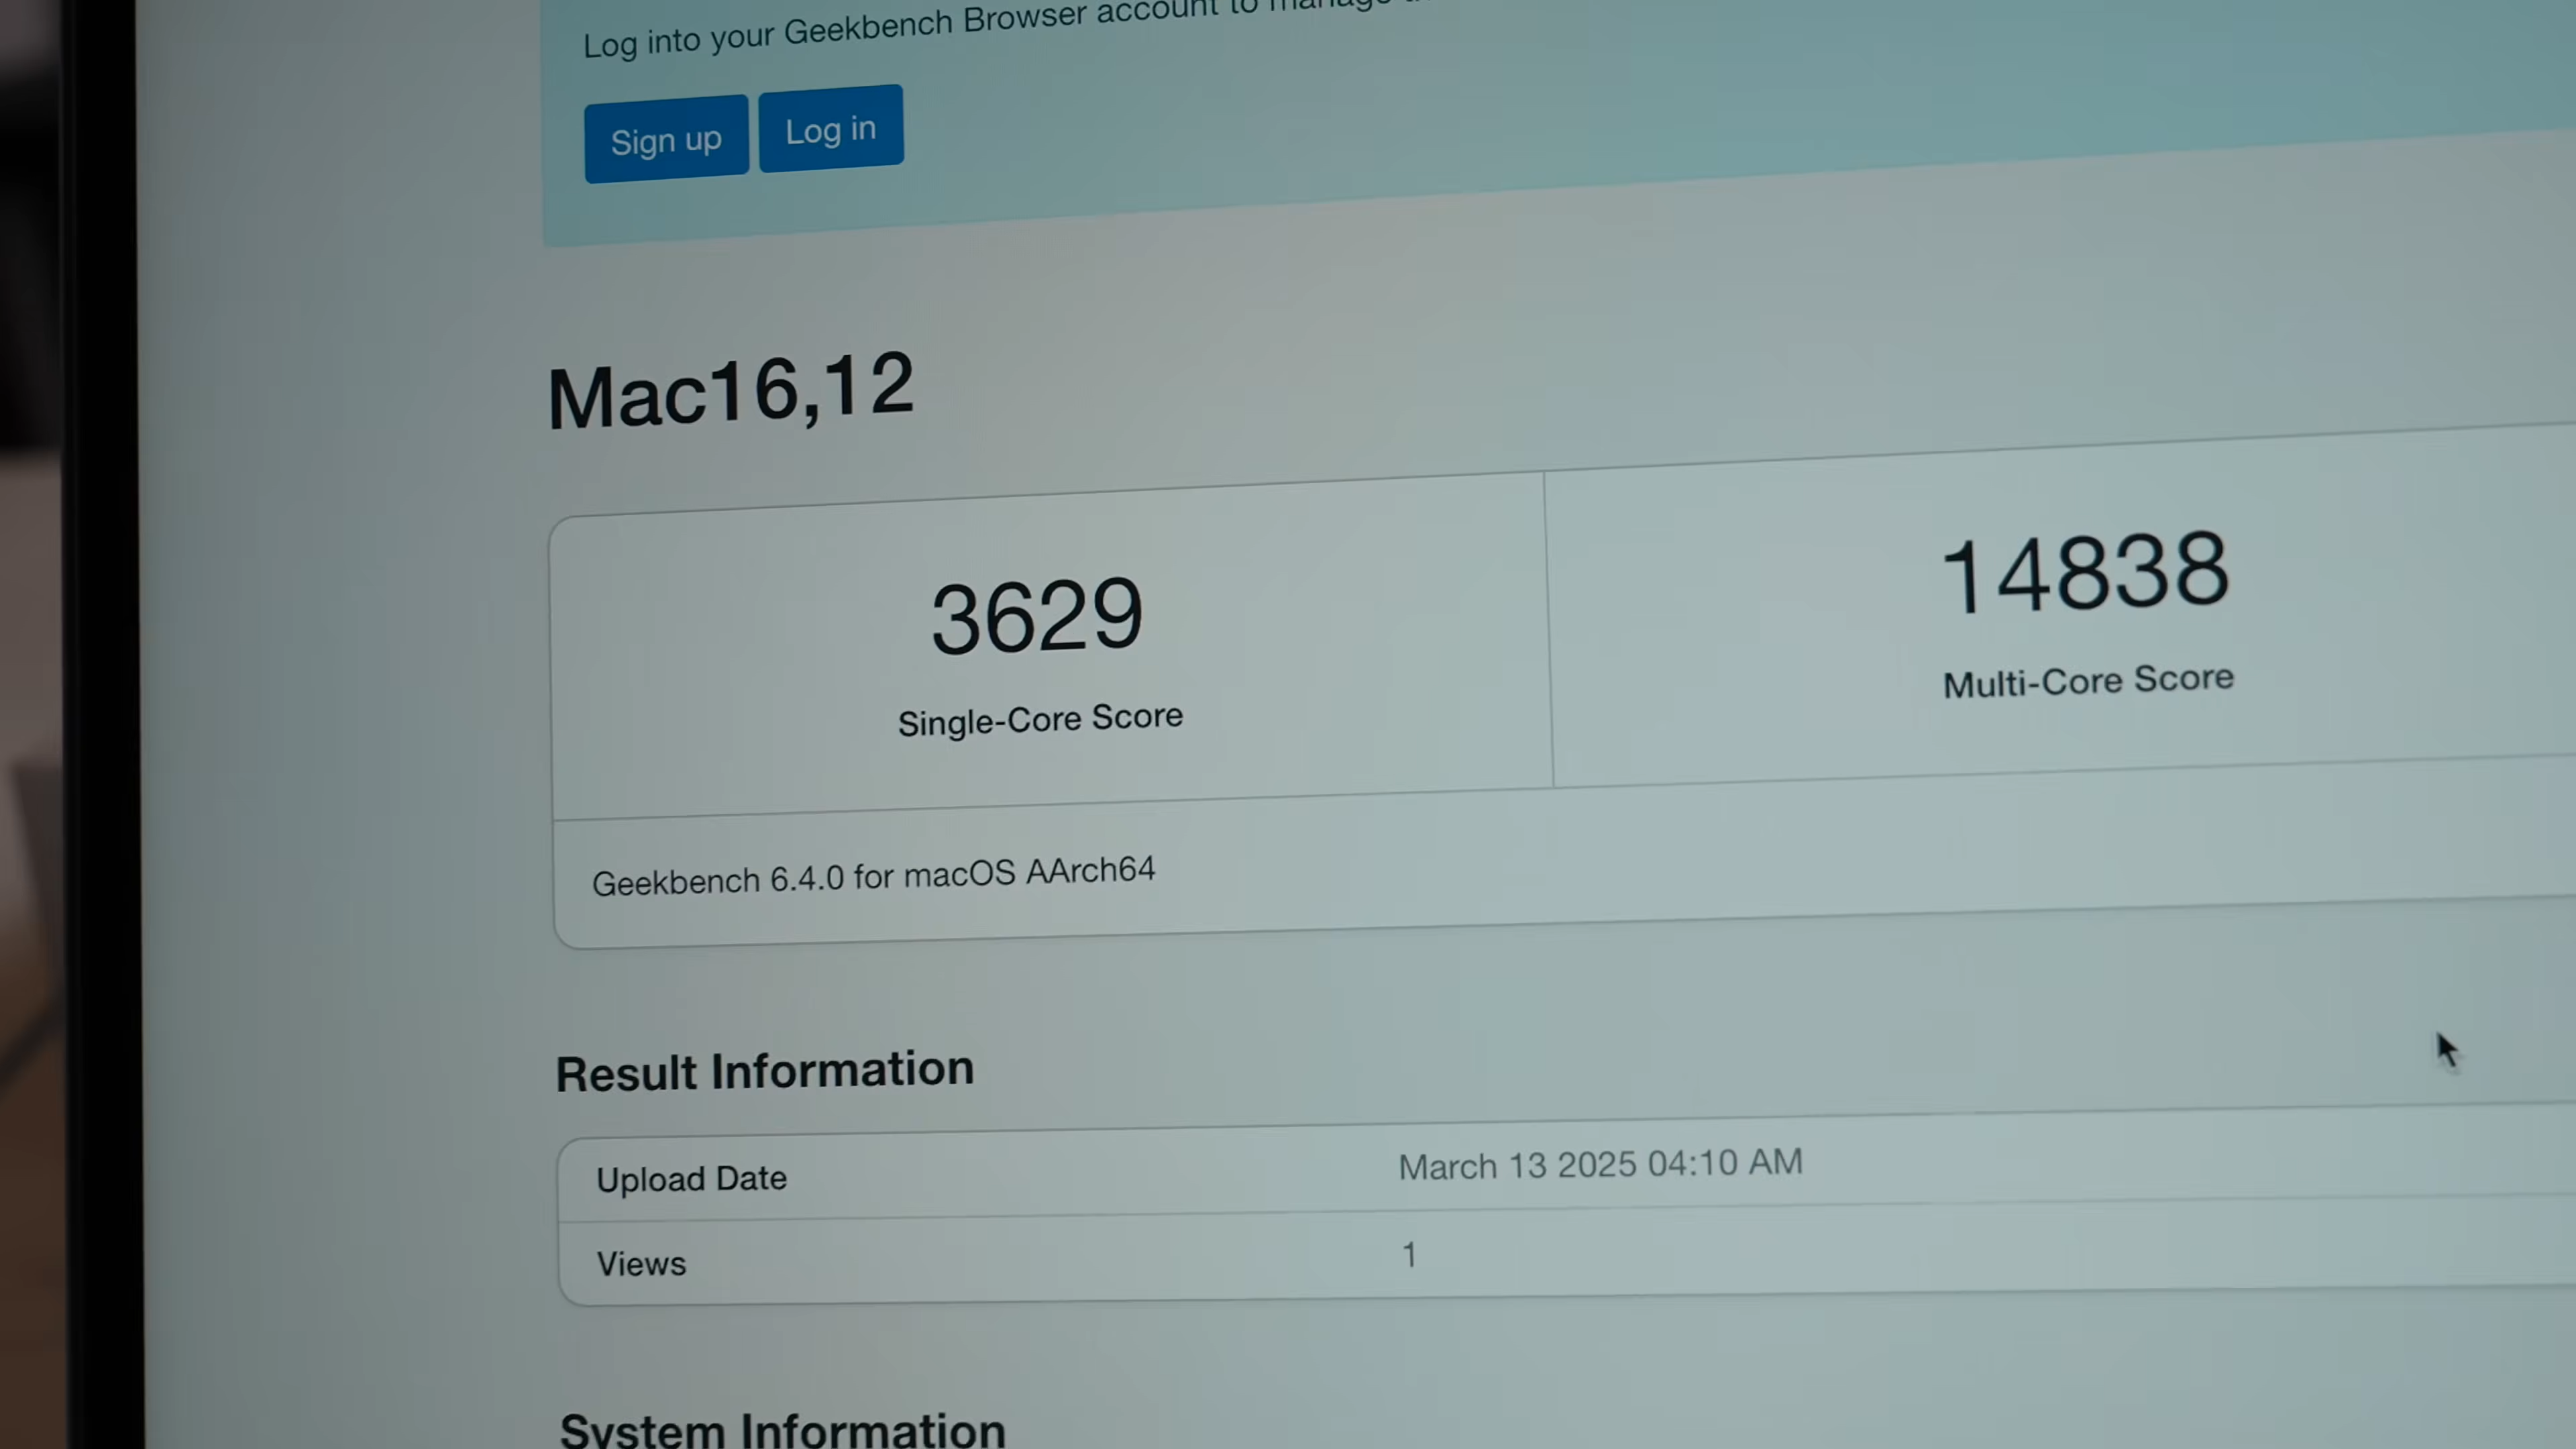 Log into your Geekbench Browser account to manage
Sign up
Log in
Mac16,12
3629
14838
Single-Core Score
Multi-Core Score
Geekbench 6.4.0 for macOS AArch64
Result Information
Upload Date
March 13 2025 04:10 AM
Views
1
System Information